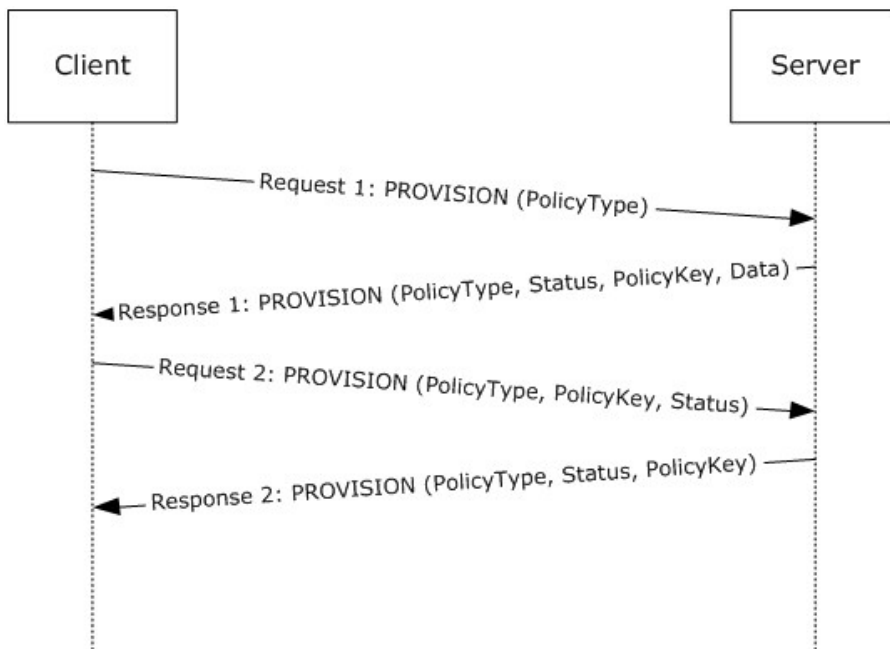 Client
Server
Request 1: PROVISION (PolicyType)
Response 1: PROVISION (PolicyType, Status, PolicyKey, Data)
Request 2: PROVISION (PolicyType, PolicyKey, Status)
Response 2: PROVISION (PolicyType, Status, PolicyKey)